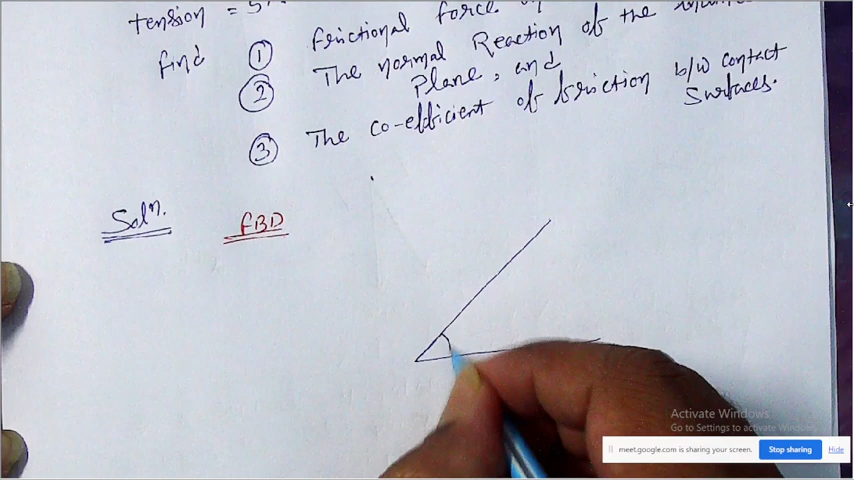 tension =
frictional force
find ① The normal Reaction of the
② Plane, and
③ The co-efficient of friction b/w contact
Surfaces.
Soln. FBD
Activate Windows
Go to Settings to activate Windows.
meet.google.com is sharing your screen. Stop sharing Hide